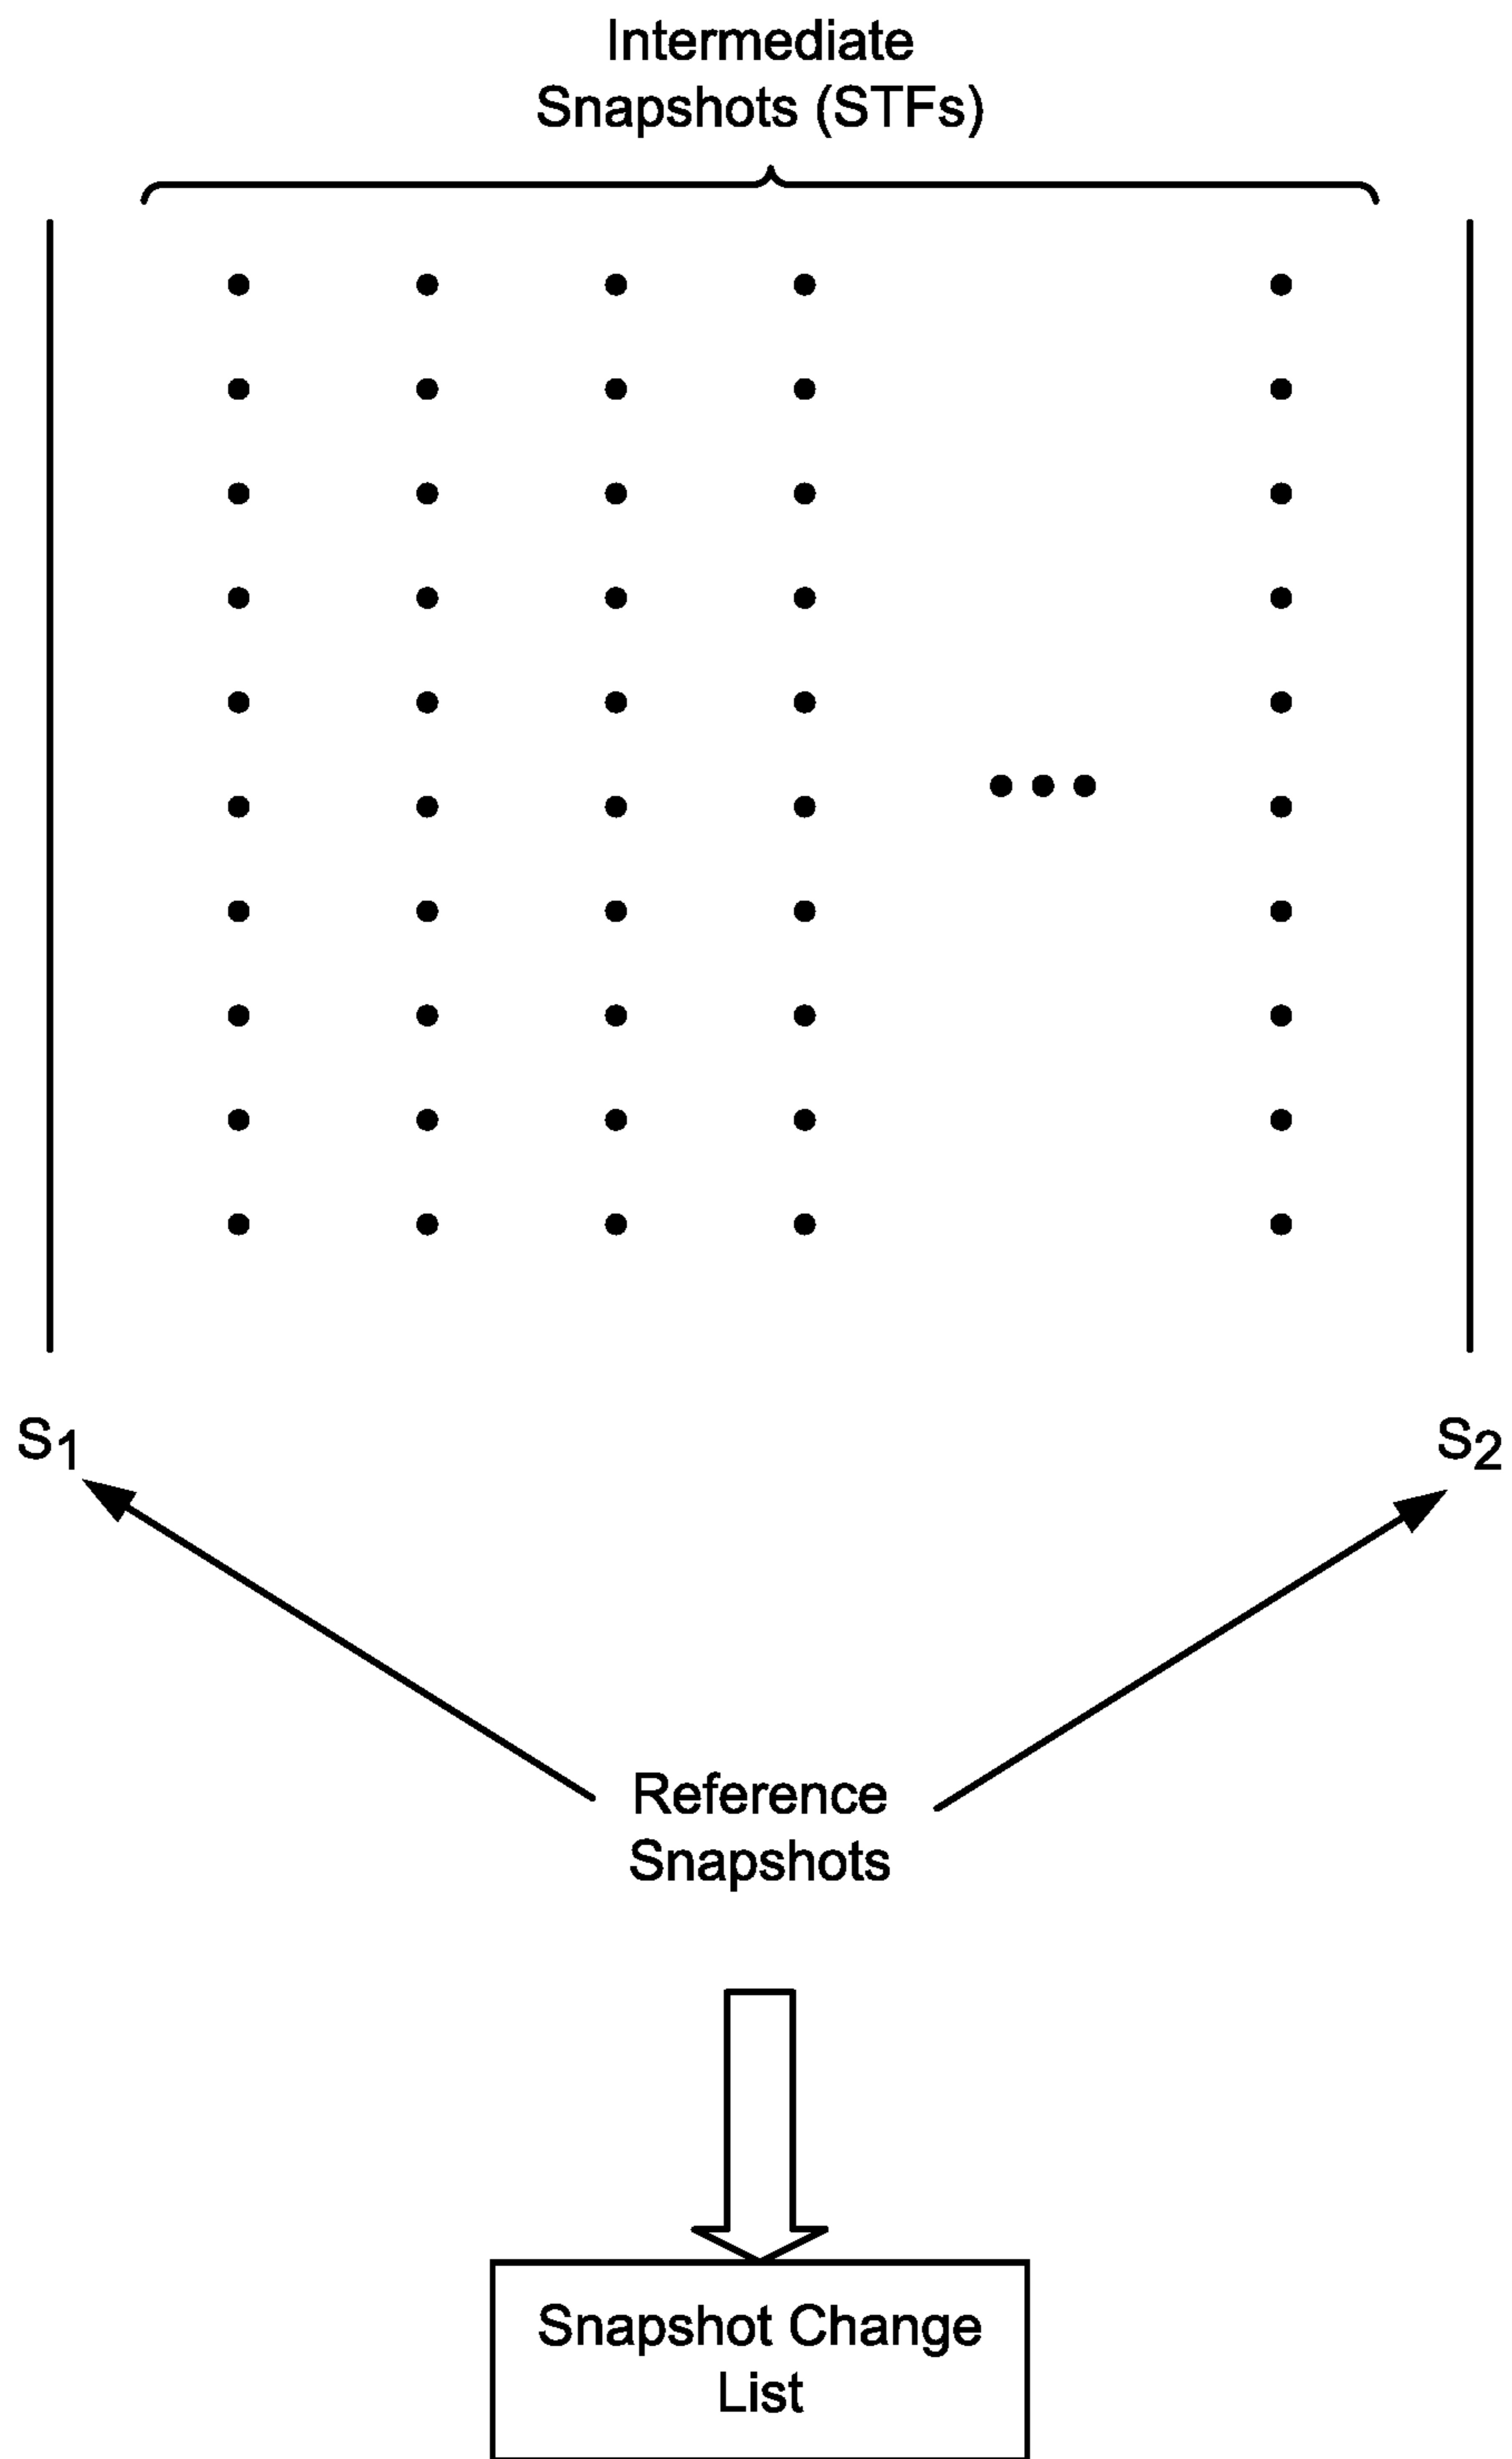 Intermediate
Snapshots (STFs)
S1
S2
Reference
Snapshots
Snapshot Change
List